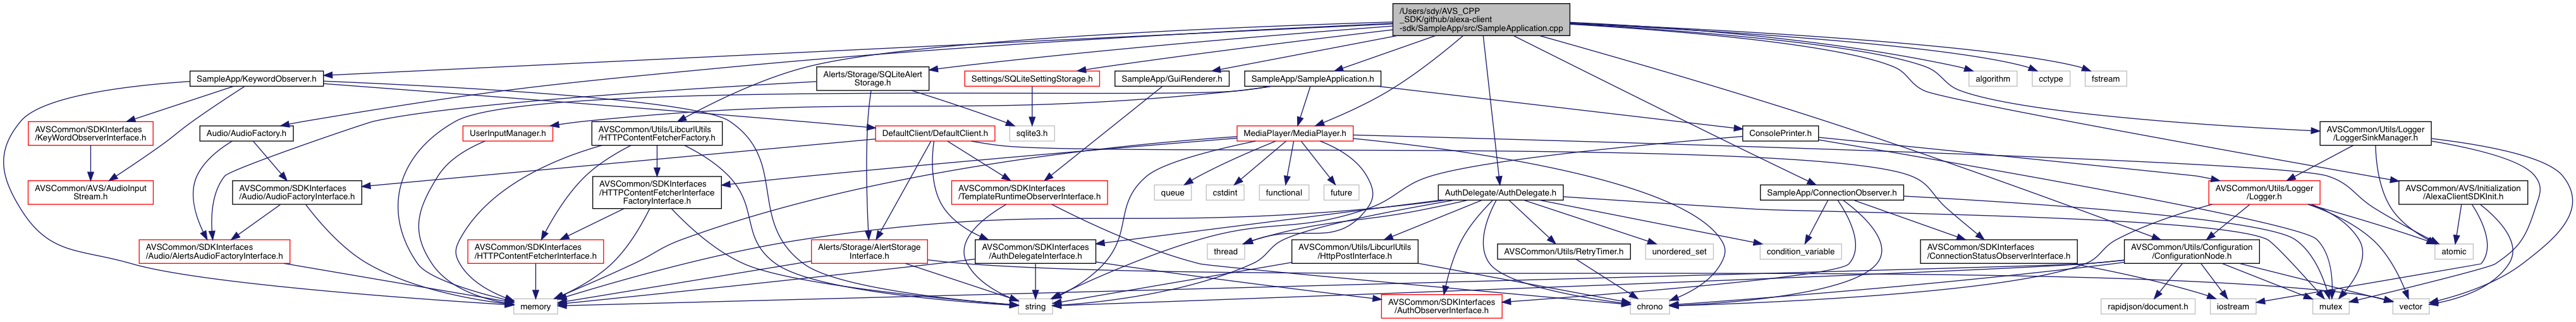 /Users/sdy/AVS_CPP
_SDK/github/alexa-client
-sdk/SampleApp/src/SampleApplication.cpp
SampleApp/KeywordObserver.h
Alerts/Storage/SQLiteAlert
Storage.h
Settings/SQLiteSettingStorage.h
SampleApp/GuiRenderer.h
SampleApp/SampleApplication.h
algorithm
cctype
fstream
AVSCommon/SDKInterfaces
/KeyWordObserverInterface.h
Audio/AudioFactory.h
UserInputManager.h
AVSCommon/Utils/LibcurlUtils
/HTTPContentFetcherFactory.h
DefaultClient/DefaultClient.h
sqlite3.h
MediaPlayer/MediaPlayer.h
ConsolePrinter.h
AVSCommon/Utils/Logger
/LoggerSinkManager.h
AVSCommon/AVS/AudioInput
Stream.h
AVSCommon/SDKInterfaces
/Audio/AudioFactoryInterface.h
AVSCommon/SDKInterfaces
/HTTPContentFetcherInterface
FactoryInterface.h
AVSCommon/SDKInterfaces
/TemplateRuntimeObserverInterface.h
queue
cstdint
functional
future
AuthDelegate/AuthDelegate.h
SampleApp/ConnectionObserver.h
AVSCommon/Utils/Logger
/Logger.h
AVSCommon/AVS/Initialization
/AlexaClientSDKInit.h
AVSCommon/SDKInterfaces
/Audio/AlertsAudioFactoryInterface.h
AVSCommon/SDKInterfaces
/HTTPContentFetcherInterface.h
Alerts/Storage/AlertStorage
Interface.h
AVSCommon/SDKInterfaces
/AuthDelegateInterface.h
thread
AVSCommon/Utils/LibcurlUtils
/HttpPostInterface.h
AVSCommon/Utils/RetryTimer.h
unordered_set
condition_variable
AVSCommon/SDKInterfaces
/ConnectionStatusObserverInterface.h
AVSCommon/Utils/Configuration
/ConfigurationNode.h
atomic
memory
string
AVSCommon/SDKInterfaces
/AuthObserverInterface.h
chrono
rapidjson/document.h
iostream
mutex
vector